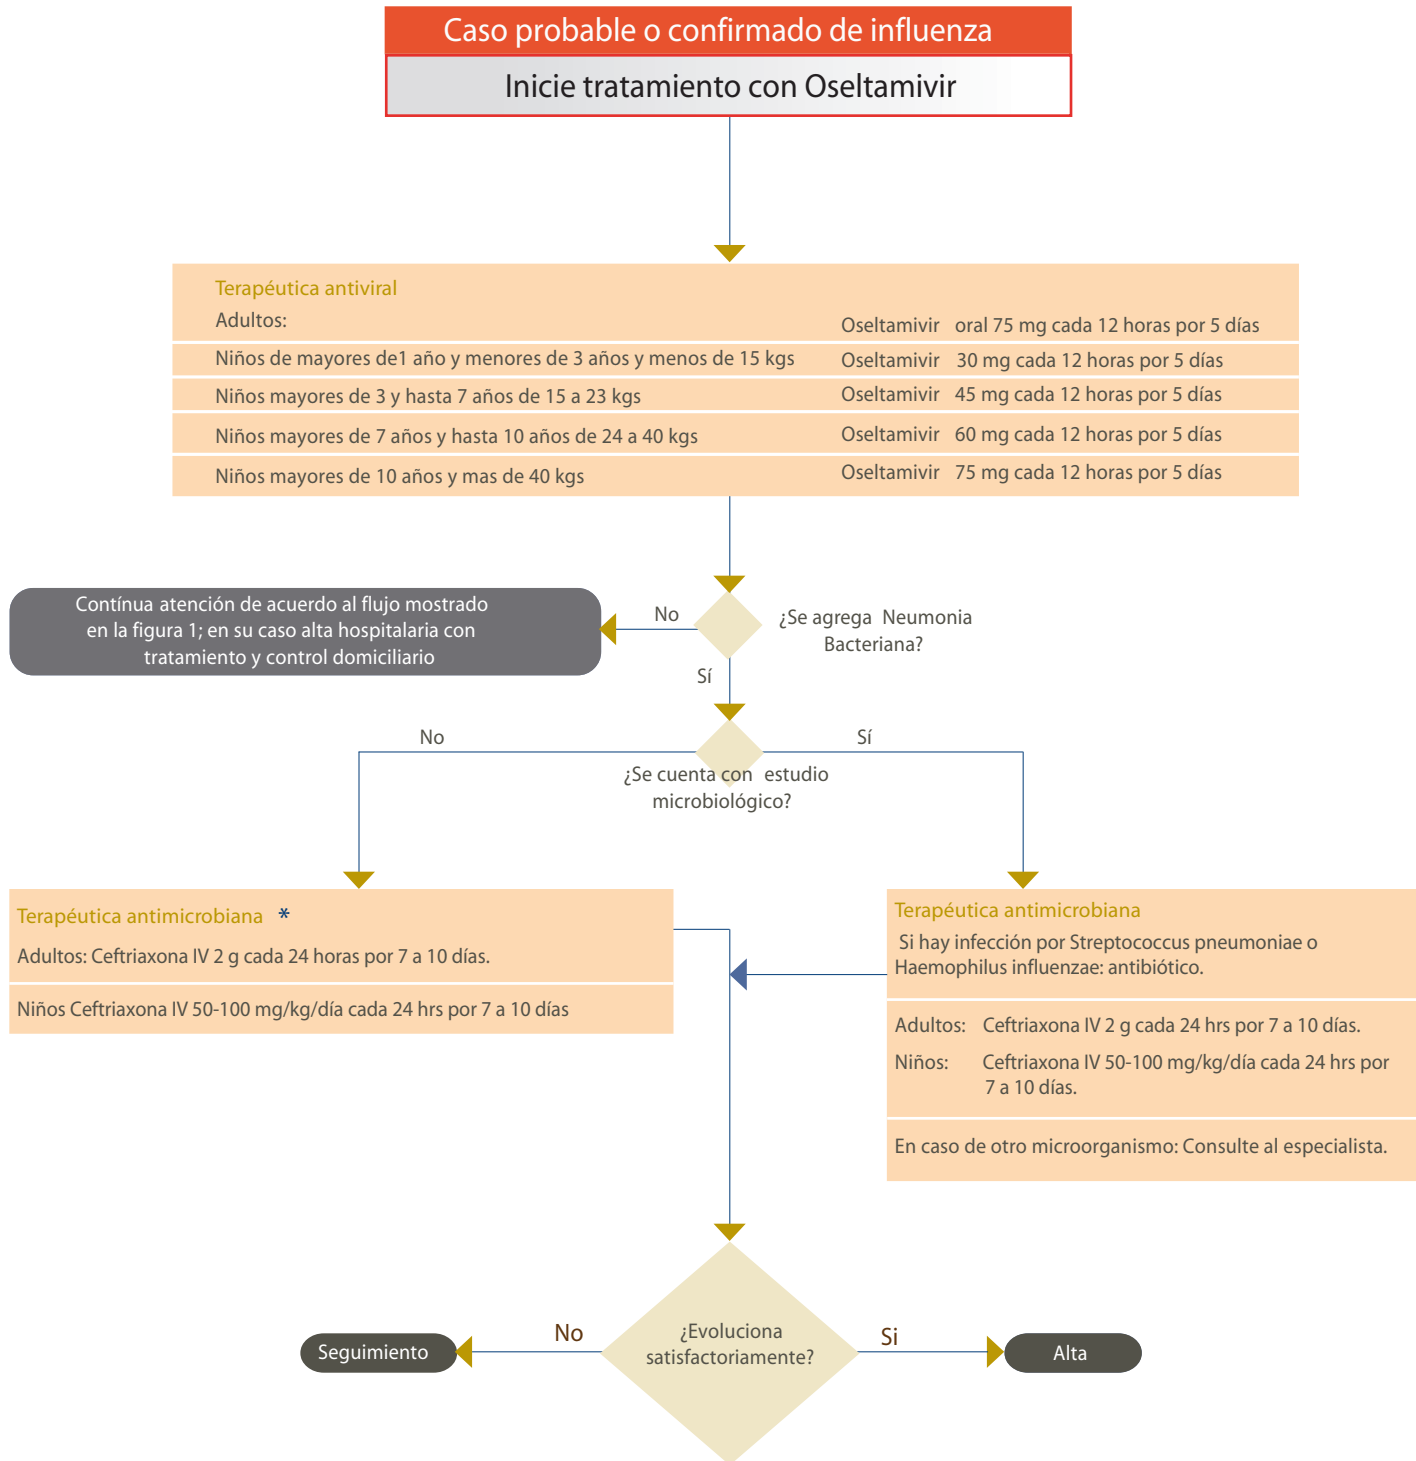 Caso probable o confirmado de influenza
Inicie tratamiento con Oseltamivir
Terapéutica antiviral
Adultos: Oseltamivir oral 75 mg cada 12 horas por 5 días
Niños de mayores de1 año y menores de 3 años y menos de 15 kgs Oseltamivir 30 mg cada 12 horas por 5 días
Niños mayores de 3 y hasta 7 años de 15 a 23 kgs Oseltamivir 45 mg cada 12 horas por 5 días
Niños mayores de 7 años y hasta 10 años de 24 a 40 kgs Oseltamivir 60 mg cada 12 horas por 5 días
Niños mayores de 10 años y mas de 40 kgs Oseltamivir 75 mg cada 12 horas por 5 días
Contínua atención de acuerdo al flujo mostrado
en la figura 1; en su caso alta hospitalaria con
tratamiento y control domiciliario
No
¿Se agrega Neumonia
Bacteriana?
Sí
No
Sí
¿Se cuenta con estudio
microbiológico?
Terapéutica antimicrobiana *
Adultos: Ceftriaxona IV 2 g cada 24 horas por 7 a 10 días.
Niños Ceftriaxona IV 50-100 mg/kg/día cada 24 hrs por 7 a 10 días
Terapéutica antimicrobiana
Si hay infección por Streptococcus pneumoniae o
Haemophilus influenzae: antibiótico.
Adultos: Ceftriaxona IV 2 g cada 24 hrs por 7 a 10 días.
Niños: Ceftriaxona IV 50-100 mg/kg/día cada 24 hrs por
7 a 10 días.
En caso de otro microorganismo: Consulte al especialista.
¿Evoluciona
satisfactoriamente?
No
Seguimiento
Si
Alta